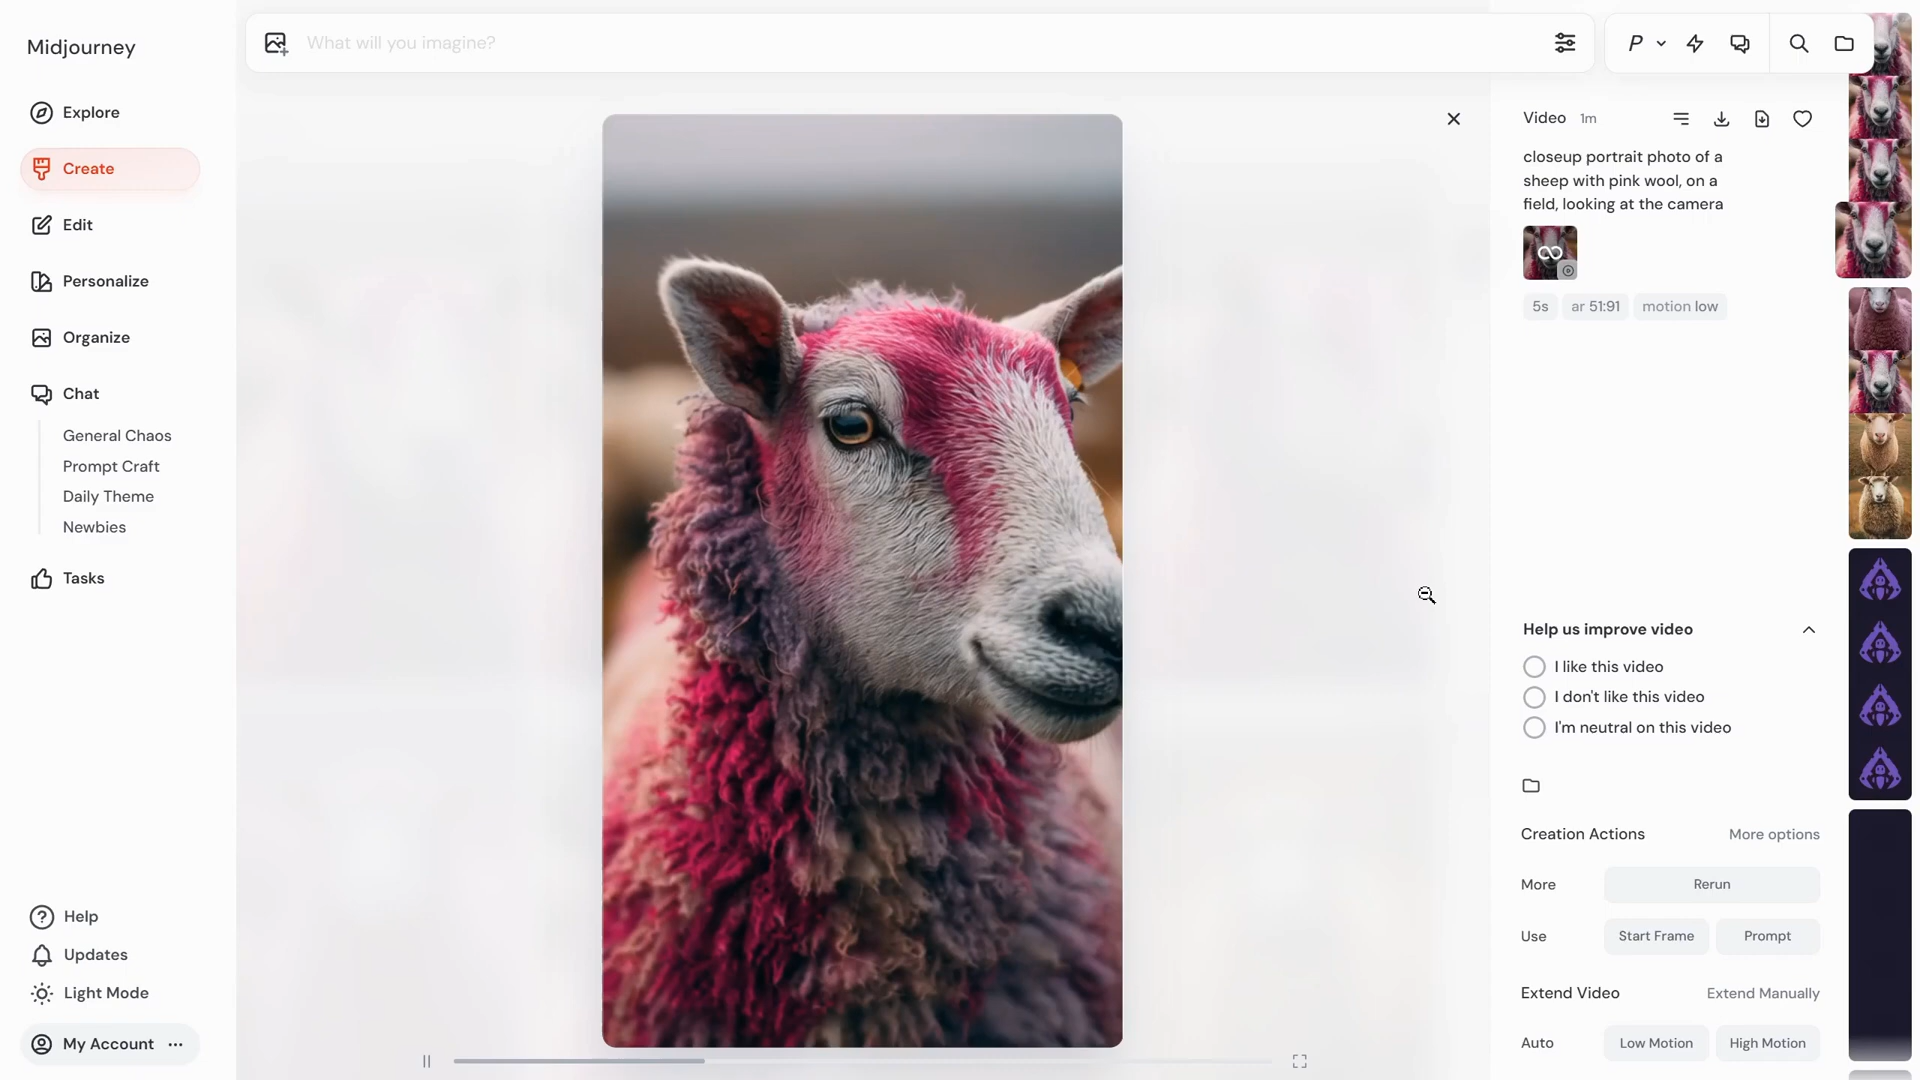 Midjourney
Explore
Create
Edit
Personalize
Organize
Chat
General Chaos
Prompt Craft
Daily Theme
Newbies
Tasks
Help
Updates
Light Mode
My Account
What will you imagine?
P
Video 1m
closeup portrait photo of a
sheep with pink wool, on a
field, looking at the camera
5s ar 51:91 motion low
Help us improve video
I like this video
I don't like this video
I'm neutral on this video
Creation Actions More options
More Rerun
Use Start Frame Prompt
Extend Video Extend Manually
Auto Low Motion High Motion